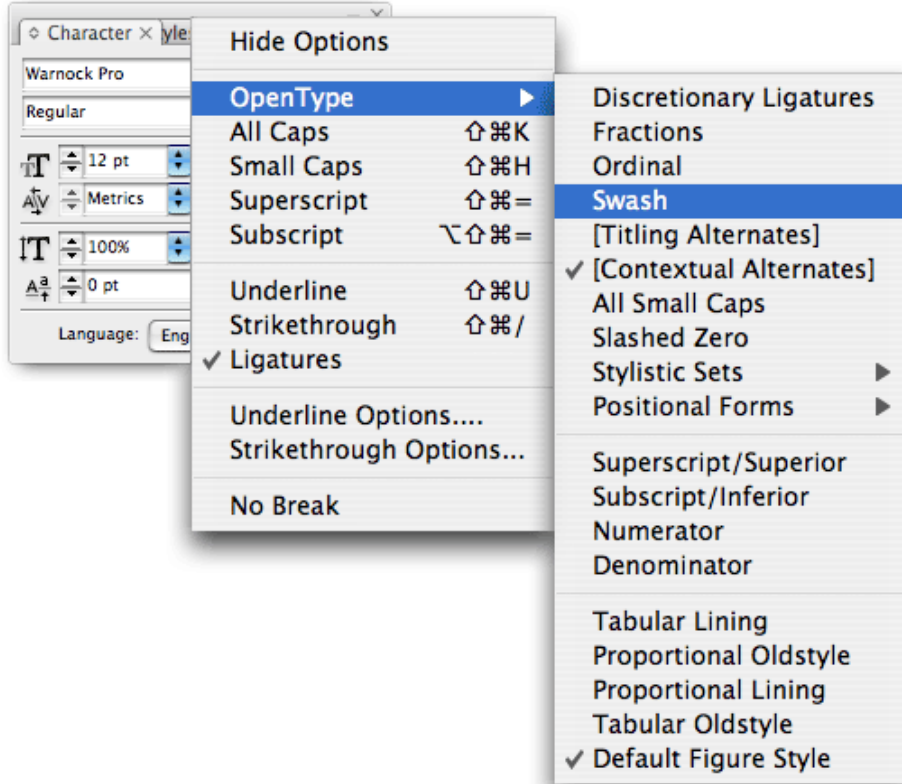 Character
yle
Warnock Pro
Regular
12 pt
Metrics
100%
0 pt
Language: Eng
Hide Options
OpenType
All Caps ⇧⌘K
Small Caps ⇧⌘H
Superscript ⇧⌘=
Subscript ⌥⇧⌘=
Underline ⇧⌘U
Strikethrough ⇧⌘/
Ligatures
Underline Options....
Strikethrough Options...
No Break
Discretionary Ligatures
Fractions
Ordinal
Swash
[Titling Alternates]
[Contextual Alternates]
All Small Caps
Slashed Zero
Stylistic Sets
Positional Forms
Superscript/Superior
Subscript/Inferior
Numerator
Denominator
Tabular Lining
Proportional Oldstyle
Proportional Lining
Tabular Oldstyle
Default Figure Style